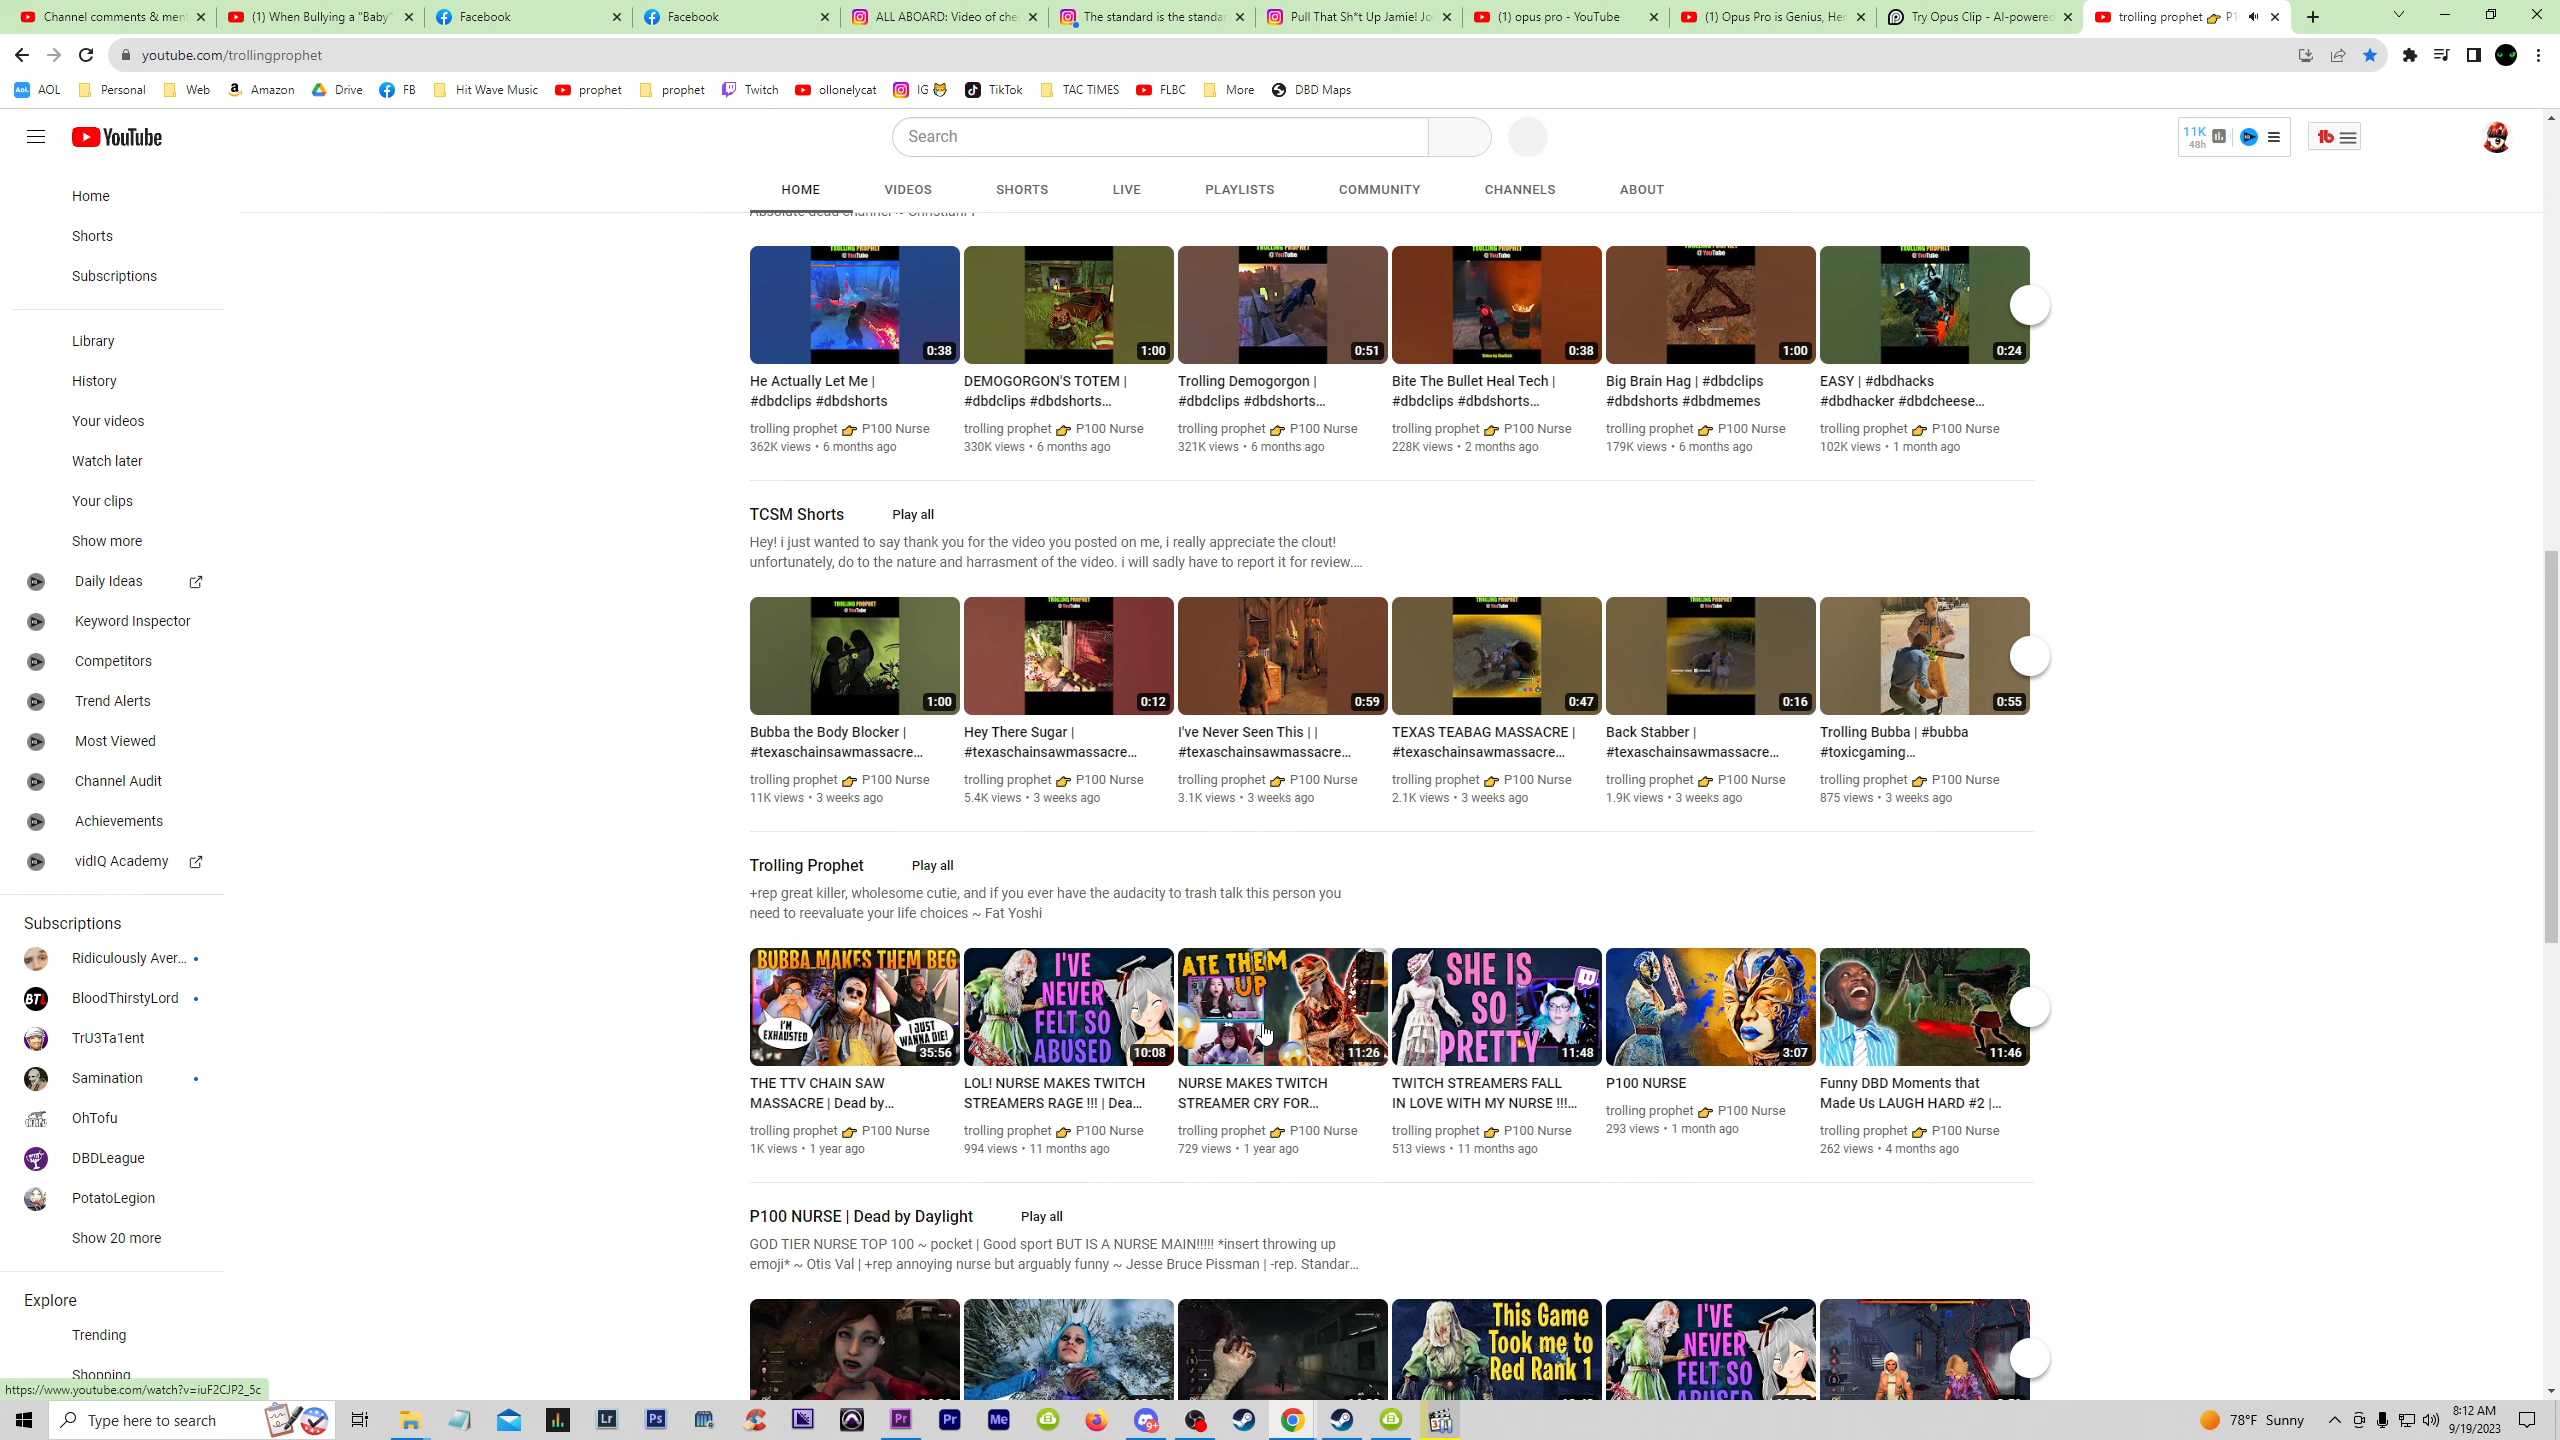 Channel comments & men
(1) When Bullying a "Baby"
Facebook
Facebook
ALL ABOARD: Video of che
The standard is the standa
Pull That Sh*t Up Jamie! Jo
(1) opus pro - YouTube
(1) Opus Pro is Genius, Her
Try Opus Clip - AI-powered
trolling prophet 👉 P1
youtube.com/trollingprophet
AOL
Personal
Web
Amazon
Drive
FB
Hit Wave Music
prophet
prophet
Twitch
ollonelycat
IG
TikTok
TAC TIMES
FLBC
More
DBD Maps
YouTube
Search
11K
48h
HOME
VIDEOS
SHORTS
LIVE
PLAYLISTS
COMMUNITY
CHANNELS
ABOUT
Home
Shorts
Subscriptions
Library
History
Your videos
Watch later
Your clips
Show more
Daily Ideas
Keyword Inspector
Competitors
Trend Alerts
Most Viewed
Channel Audit
Achievements
vidIQ Academy
Subscriptions
Ridiculously Aver...
BloodThirstyLord
TrU3Ta1ent
Samination
OhTofu
DBDLeague
PotatoLegion
Show 20 more
Explore
Trending
Shopping
https://www.youtube.com/watch?v=iuF2CJP2_5c
0:38
1:00
0:51
0:38
1:00
0:24
He Actually Let Me |
#dbdclips #dbdshorts
trolling prophet 👉 P100 Nurse
362K views • 6 months ago
DEMOGORGON'S TOTEM |
#dbdclips #dbdshorts...
trolling prophet 👉 P100 Nurse
330K views • 6 months ago
Trolling Demogorgon |
#dbdclips #dbdshorts...
trolling prophet 👉 P100 Nurse
321K views • 6 months ago
Bite The Bullet Heal Tech |
#dbdclips #dbdshorts...
trolling prophet 👉 P100 Nurse
228K views • 2 months ago
Big Brain Hag | #dbdclips
#dbdshorts #dbdmemes
trolling prophet 👉 P100 Nurse
179K views • 6 months ago
EASY | #dbdhacks
#dbdhacker #dbdcheese...
trolling prophet 👉 P100 Nurse
102K views • 1 month ago
TCSM Shorts
Play all
Hey! i just wanted to say thank you for the video you posted on me, i really appreciate the clout!
unfortunately, do to the nature and harrasment of the video. i will sadly have to report it for review....
1:00
0:12
0:59
0:47
0:16
0:55
Bubba the Body Blocker |
#texaschainsawmassacre...
trolling prophet 👉 P100 Nurse
11K views • 3 weeks ago
Hey There Sugar |
#texaschainsawmassacre...
trolling prophet 👉 P100 Nurse
5.4K views • 3 weeks ago
I've Never Seen This | |
#texaschainsawmassacre...
trolling prophet 👉 P100 Nurse
3.1K views • 3 weeks ago
TEXAS TEABAG MASSACRE |
#texaschainsawmassacre...
trolling prophet 👉 P100 Nurse
2.1K views • 3 weeks ago
Back Stabber |
#texaschainsawmassacre...
trolling prophet 👉 P100 Nurse
1.9K views • 3 weeks ago
Trolling Bubba | #bubba
#toxicgaming...
trolling prophet 👉 P100 Nurse
875 views • 3 weeks ago
Trolling Prophet
Play all
+rep great killer, wholesome cutie, and if you ever have the audacity to trash talk this person you
need to reevaluate your life choices ~ Fat Yoshi
BUBBA MAKES THEM BEG
I'M
EXHAUSTED
I JUST
WANNA DIE!
35:56
I'VE
NEVER
FELT SO
ABUSED
10:08
ATE THEM
UP
11:26
SHE IS
SO
PRETTY
11:48
3:07
11:46
THE TTV CHAIN SAW
MASSACRE | Dead by...
trolling prophet 👉 P100 Nurse
1K views • 1 year ago
LOL! NURSE MAKES TWITCH
STREAMERS RAGE !!! | Dea...
trolling prophet 👉 P100 Nurse
994 views • 11 months ago
NURSE MAKES TWITCH
STREAMER CRY FOR...
trolling prophet 👉 P100 Nurse
729 views • 1 year ago
TWITCH STREAMERS FALL
IN LOVE WITH MY NURSE !!!...
trolling prophet 👉 P100 Nurse
513 views • 11 months ago
P100 NURSE
trolling prophet 👉 P100 Nurse
293 views • 1 month ago
Funny DBD Moments that
Made Us LAUGH HARD #2 |...
trolling prophet 👉 P100 Nurse
262 views • 4 months ago
P100 NURSE | Dead by Daylight
Play all
GOD TIER NURSE TOP 100 ~ pocket | Good sport BUT IS A NURSE MAIN!!!!! *insert throwing up
emoji* ~ Otis Val | +rep annoying nurse but arguably funny ~ Jesse Bruce Pissman | -rep. Standar...
This Game
Took me to
Red Rank 1
I'VE
NEVER
FELT SO
ABUSED
Type here to search
78°F Sunny
8:12 AM
9/19/2023